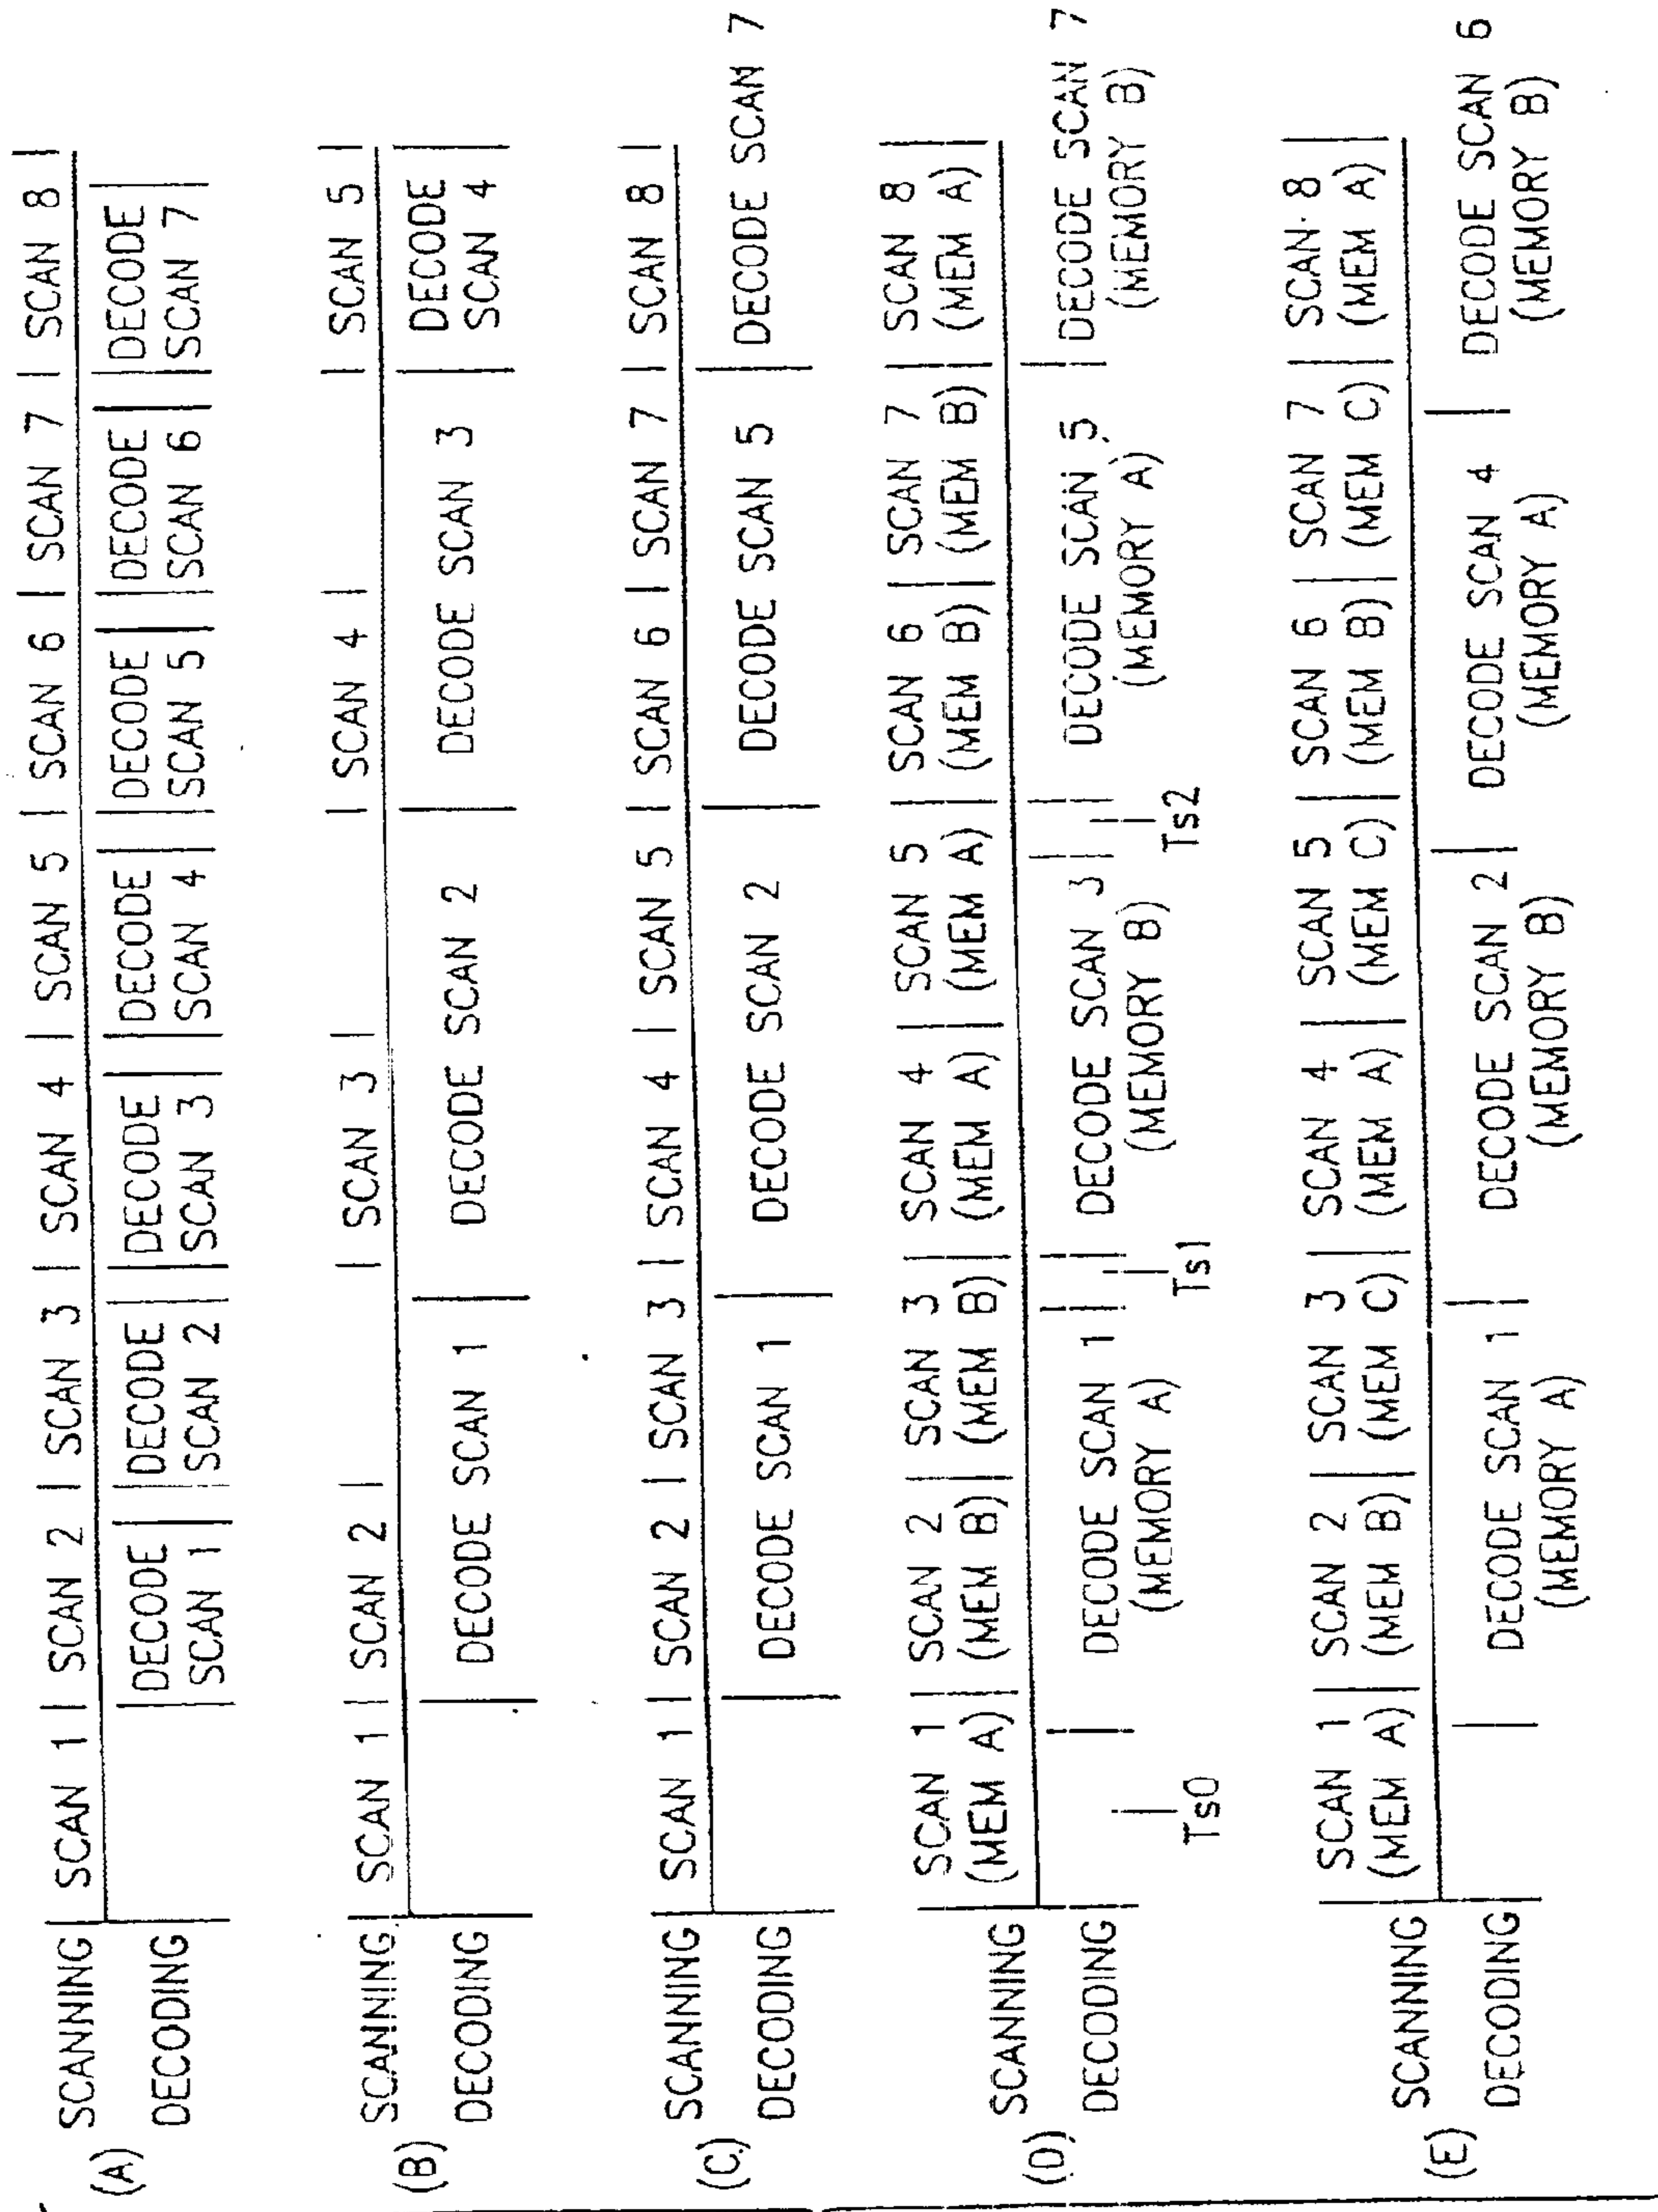 (A)
SCANNING | SCAN 1 | SCAN 2 | SCAN 3 | SCAN 4 | SCAN 5 | SCAN 6 | SCAN 7 | SCAN 8 |
DECODING | DECODE | DECODE | DECODE | DECODE | DECODE | DECODE | DECODE |
SCAN 1 | SCAN 2 | SCAN 3 | SCAN 4 | SCAN 5 | SCAN 6 | SCAN 7 |
(B)
SCANNING | SCAN 1 | SCAN 2 | | SCAN 3 | | SCAN 4 | | SCAN 5 |
DECODING | DECODE SCAN 1 | DECODE SCAN 2 | DECODE SCAN 3 | DECODE
SCAN 4
(C)
SCANNING | SCAN 1 | SCAN 2 | SCAN 3 | SCAN 4 | SCAN 5 | SCAN 6 | SCAN 7 | SCAN 8 |
DECODING | DECODE SCAN 1 | DECODE SCAN 2 | DECODE SCAN 5 | DECODE SCAN 7
(D)
SCANNING | SCAN 1 | SCAN 2 | SCAN 3 | SCAN 4 | SCAN 5 | SCAN 6 | SCAN 7 | SCAN 8 |
(MEM A) | (MEM B) | (MEM B) | (MEM A) | (MEM A) | (MEM B) | (MEM B) | (MEM A) |
DECODING | DECODE SCAN 1 | DECODE SCAN 3 | DECODE SCAN 5 | DECODE SCAN 7
(MEMORY A) (MEMORY B) (MEMORY A) (MEMORY B)
Ts0 Ts1 Ts2
(E)
SCANNING | SCAN 1 | SCAN 2 | SCAN 3 | SCAN 4 | SCAN 5 | SCAN 6 | SCAN 7 | SCAN 8 |
(MEM A) | (MEM B) | (MEM C) | (MEM A) | (MEM C) | (MEM B) | (MEM C) | (MEM A) |
DECODING | DECODE SCAN 1 | DECODE SCAN 2 | DECODE SCAN 4 | DECODE SCAN 6
(MEMORY A) (MEMORY B) (MEMORY A) (MEMORY B)